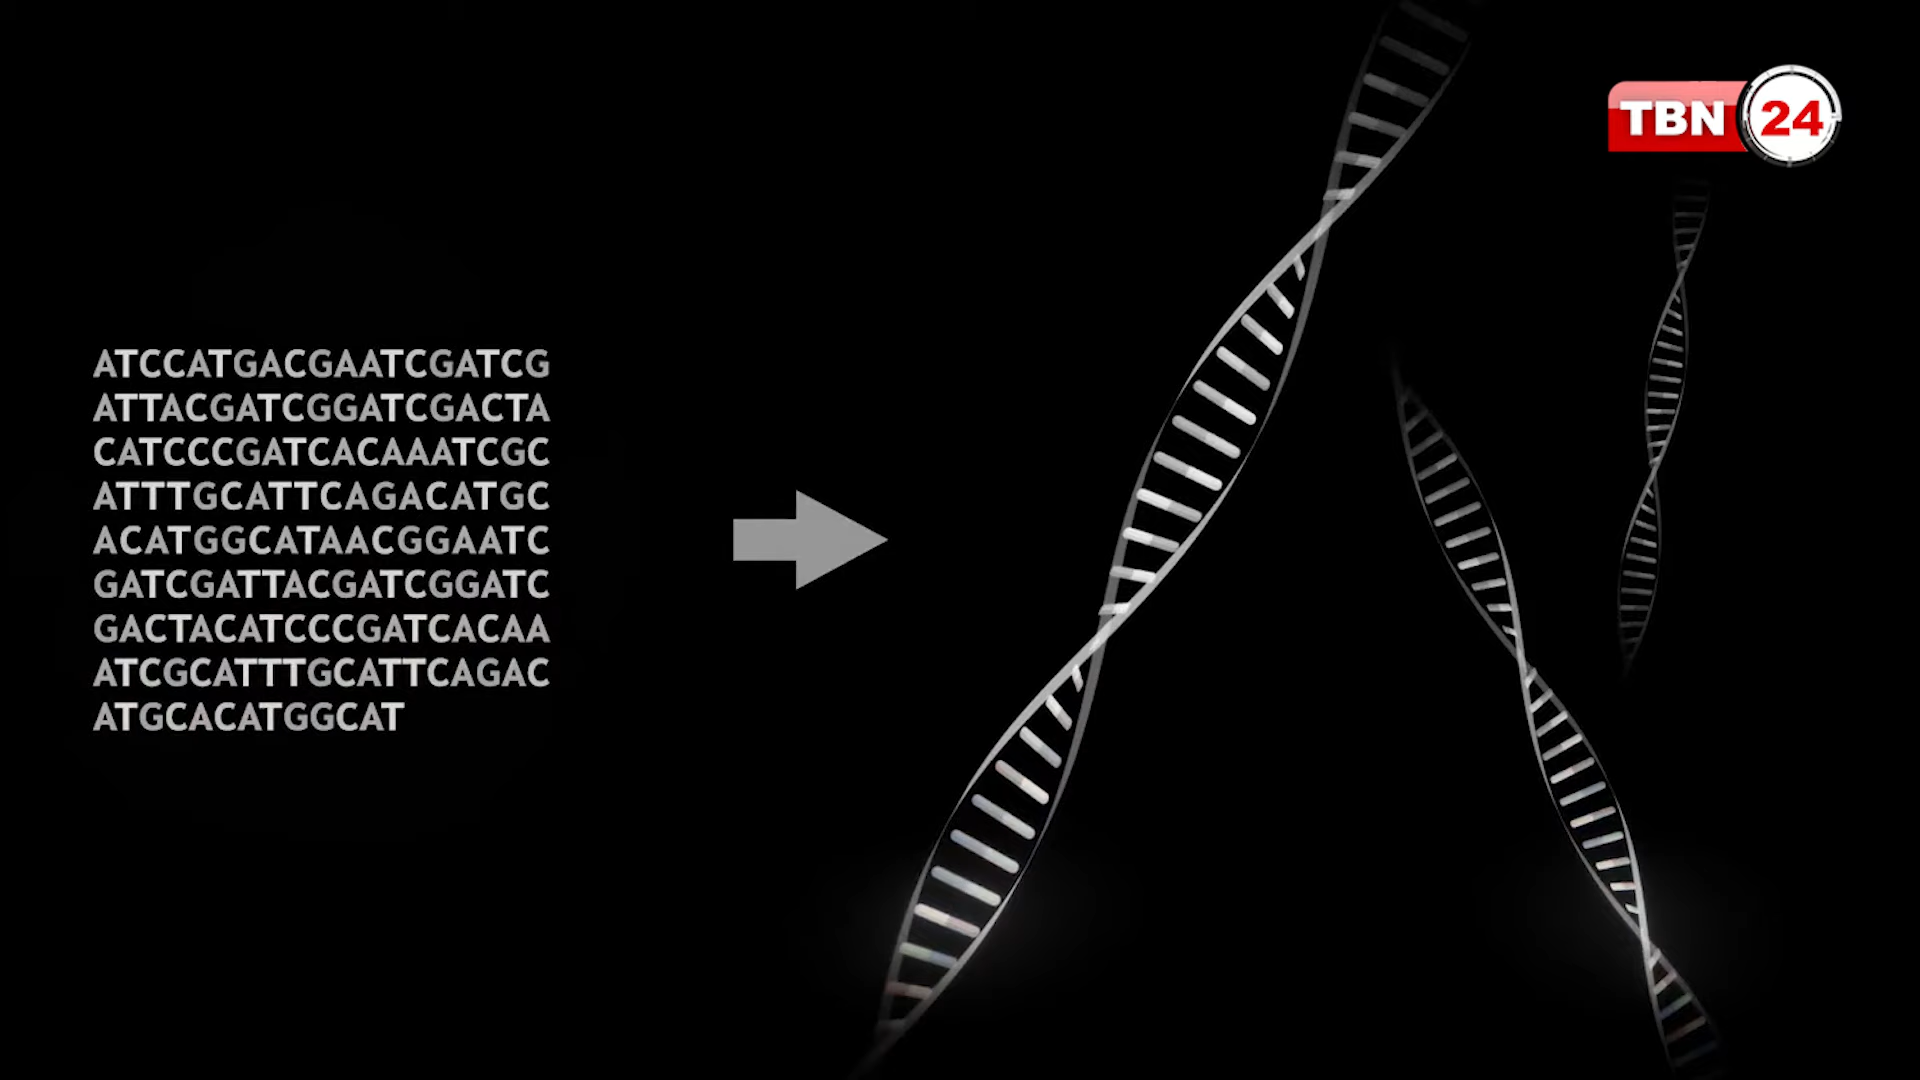 TBN 24
ATCCATGACGAATCGATCG
ATTACGATCGGATCGACTA
CATCCCGATCACAAATCGC
ATTTGCATTCAGACATGC
ACATGGCATAACGGAATC
GATCGATTACGATCGGATC
GACTACATCCCGATCACAA
ATCGCATTTGCATTCAGAC
ATGCACATGGCAT